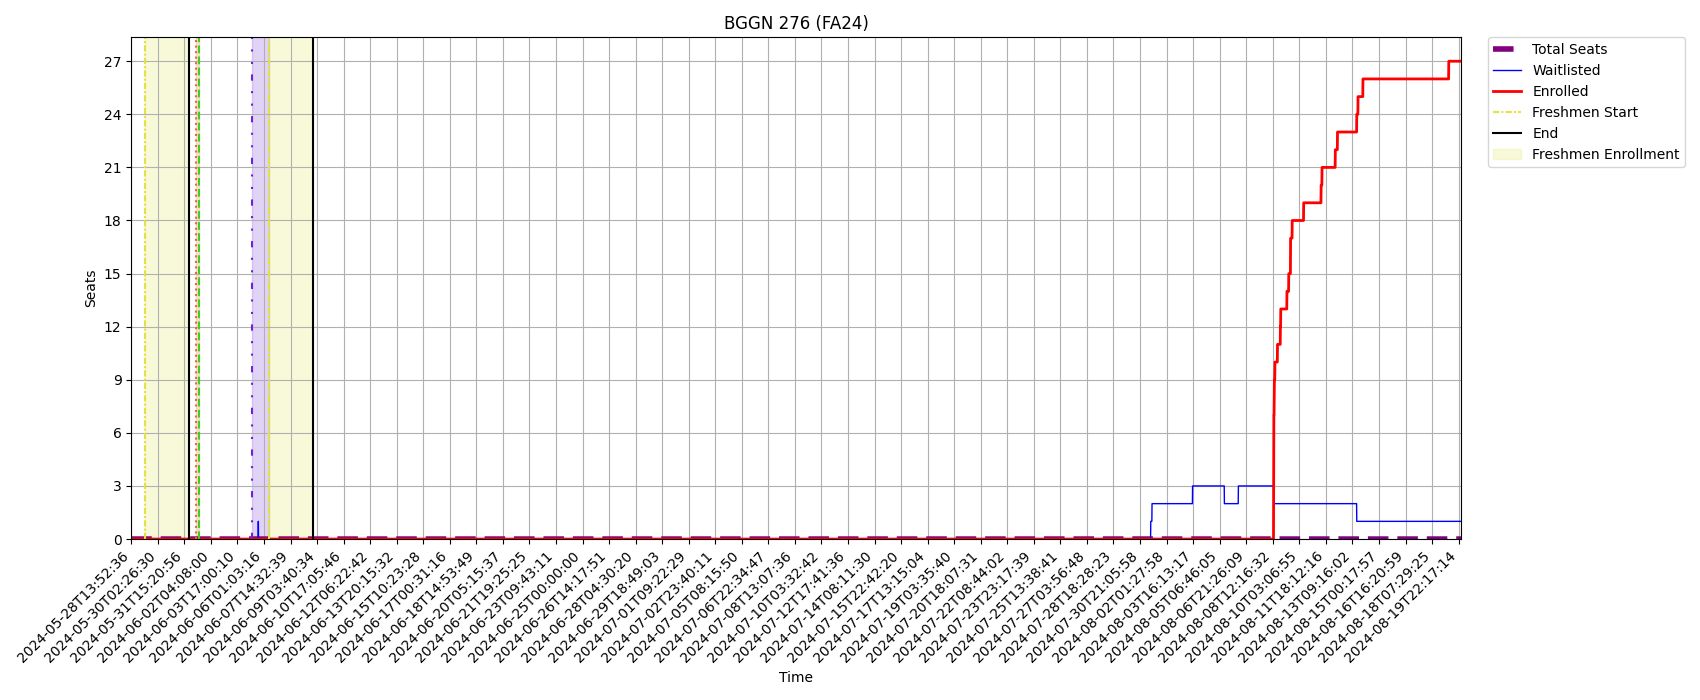 BGGN 276 (FA24)
Total Seats
Waitlisted
Enrolled
Freshmen Start
End
Freshmen Enrollment
Seats
27
24
21
18
15
12
9
6
3
0
2024-05-28T13:52:36
2024-05-30T02:26:30
2024-05-31T15:20:56
2024-06-02T04:08:00
2024-06-03T17:00:10
2024-06-06T01:03:16
2024-06-07T14:32:39
2024-06-09T03:40:34
2024-06-10T17:05:46
2024-06-12T06:22:42
2024-06-13T20:15:32
2024-06-15T10:23:28
2024-06-17T00:31:16
2024-06-18T14:53:49
2024-06-20T05:15:37
2024-06-21T19:25:25
2024-06-23T09:43:11
2024-06-25T00:00:00
2024-06-26T14:17:51
2024-06-28T04:30:20
2024-06-29T18:49:03
2024-07-01T09:22:29
2024-07-02T23:40:11
2024-07-05T08:15:50
2024-07-06T22:34:47
2024-07-08T13:07:36
2024-07-10T03:32:42
2024-07-12T17:41:36
2024-07-14T08:11:30
2024-07-15T22:42:20
2024-07-17T13:15:04
2024-07-19T03:35:40
2024-07-20T18:07:31
2024-07-22T08:44:02
2024-07-23T23:17:39
2024-07-25T13:38:41
2024-07-27T03:56:48
2024-07-28T18:28:23
2024-07-30T21:05:58
2024-08-02T01:27:58
2024-08-03T16:13:17
2024-08-05T06:46:05
2024-08-06T21:26:09
2024-08-08T12:16:32
2024-08-10T03:06:55
2024-08-11T18:12:16
2024-08-13T09:16:02
2024-08-15T00:17:57
2024-08-16T16:20:59
2024-08-18T07:29:25
2024-08-19T22:17:14
Time